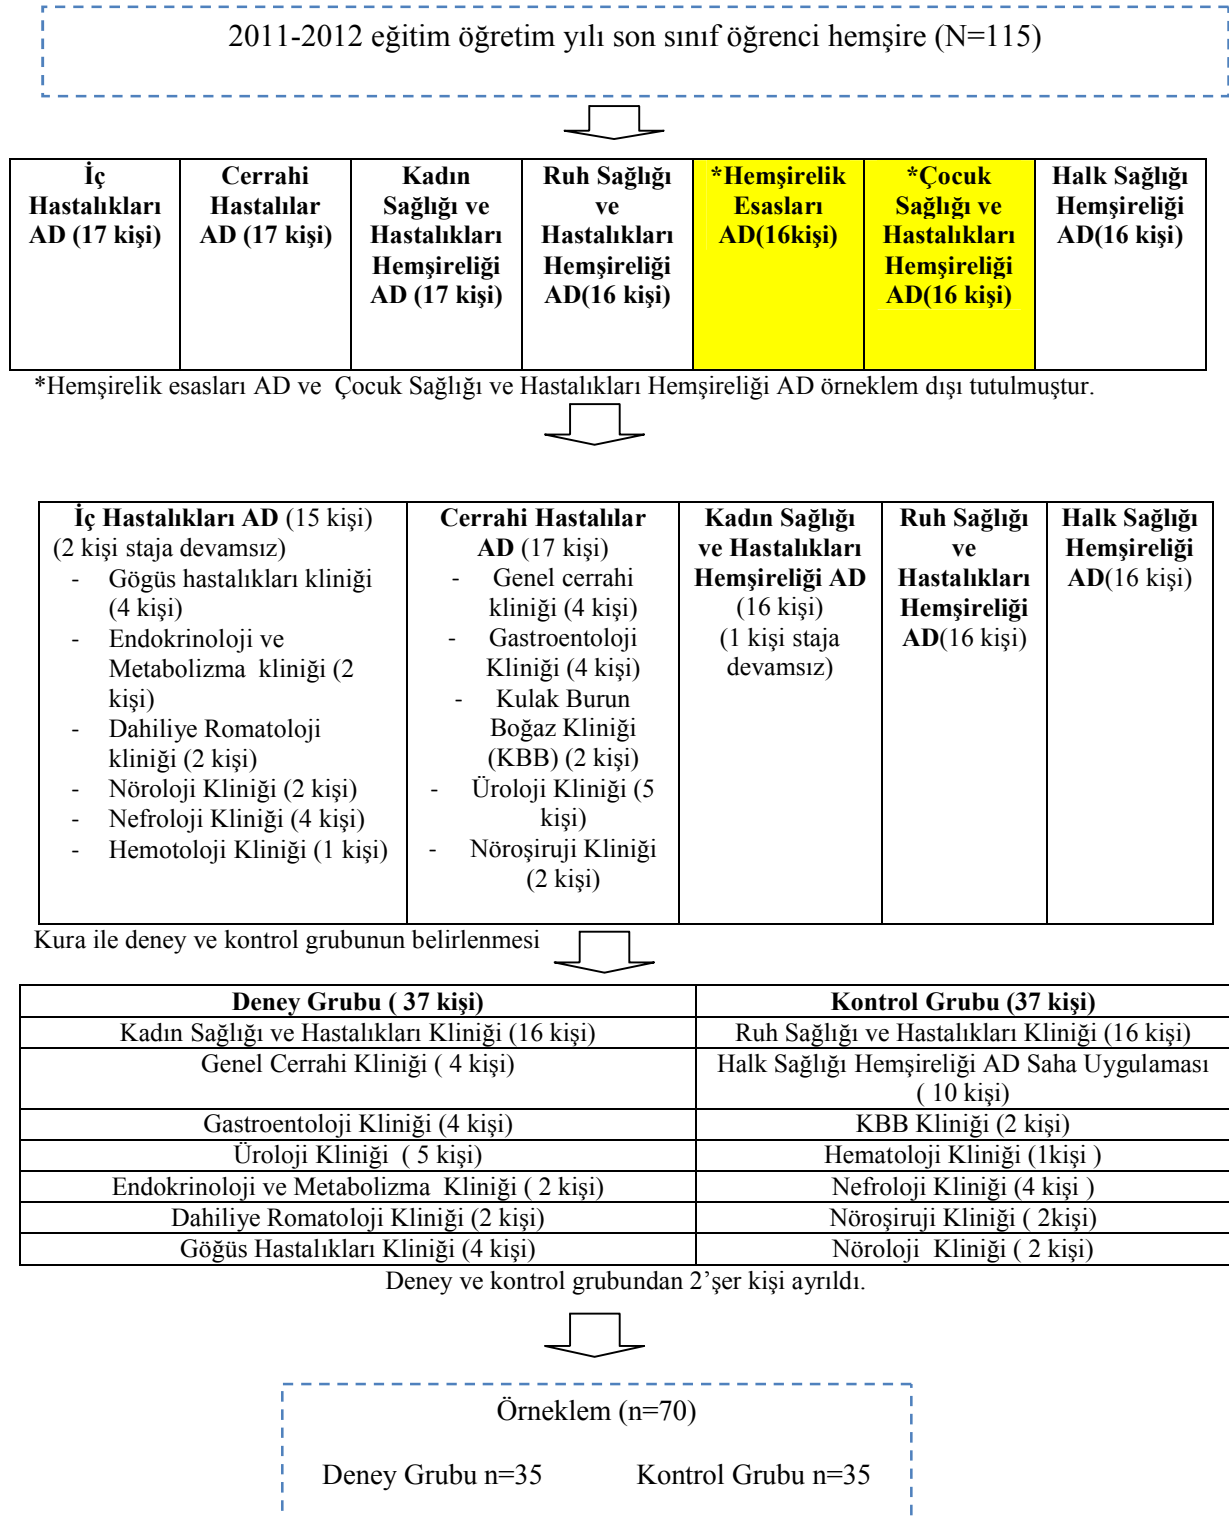 2011-2012 eğitim öğretim yılı son sınıf öğrenci hemşire (N=115)
İç
Hastalıkları
AD (17 kişi)
Cerrahi
Hastalılar
AD (17 kişi)
Kadın
Sağlığı ve
Hastalıkları
Hemşireliği
AD (17 kişi)
Ruh Sağlığı
ve
Hastalıkları
Hemşireliği
AD(16 kişi)
*Hemşirelik
Esasları
AD(16kişi)
*Çocuk
Sağlığı ve
Hastalıkları
Hemşireliği
AD(16 kişi)
Halk Sağlığı
Hemşireliği
AD(16 kişi)
*Hemşirelik esasları AD ve Çocuk Sağlığı ve Hastalıkları Hemşireliği AD örneklem dışı tutulmuştur.
İç Hastalıkları AD (15 kişi)
(2 kişi staja devamsız)
- Gögüs hastalıkları kliniği
(4 kişi)
- Endokrinoloji ve
Metabolizma kliniği (2
kişi)
- Dahiliye Romatoloji
kliniği (2 kişi)
- Nöroloji Kliniği (2 kişi)
- Nefroloji Kliniği (4 kişi)
- Hemotoloji Kliniği (1 kişi)
Cerrahi Hastalılar
AD (17 kişi)
- Genel cerrahi
kliniği (4 kişi)
- Gastroentoloji
Kliniği (4 kişi)
- Kulak Burun
Boğaz Kliniği
(KBB) (2 kişi)
- Üroloji Kliniği (5
kişi)
- Nöroşiruji Kliniği
(2 kişi)
Kadın Sağlığı
ve Hastalıkları
Hemşireliği AD
(16 kişi)
(1 kişi staja
devamsız)
Ruh Sağlığı
ve
Hastalıkları
Hemşireliği
AD(16 kişi)
Halk Sağlığı
Hemşireliği
AD(16 kişi)
Kura ile deney ve kontrol grubunun belirlenmesi
Deney Grubu ( 37 kişi)
Kontrol Grubu (37 kişi)
Kadın Sağlığı ve Hastalıkları Kliniği (16 kişi)
Ruh Sağlığı ve Hastalıkları Kliniği (16 kişi)
Genel Cerrahi Kliniği ( 4 kişi)
Halk Sağlığı Hemşireliği AD Saha Uygulaması
( 10 kişi)
Gastroentoloji Kliniği (4 kişi)
KBB Kliniği (2 kişi)
Üroloji Kliniği ( 5 kişi)
Hematoloji Kliniği (1kişi )
Endokrinoloji ve Metabolizma Kliniği ( 2 kişi)
Nefroloji Kliniği (4 kişi )
Dahiliye Romatoloji Kliniği (2 kişi)
Nöroşiruji Kliniği ( 2kişi)
Göğüs Hastalıkları Kliniği (4 kişi)
Nöroloji Kliniği ( 2 kişi)
Deney ve kontrol grubundan 2'şer kişi ayrıldı.
Örneklem (n=70)
Deney Grubu n=35 Kontrol Grubu n=35